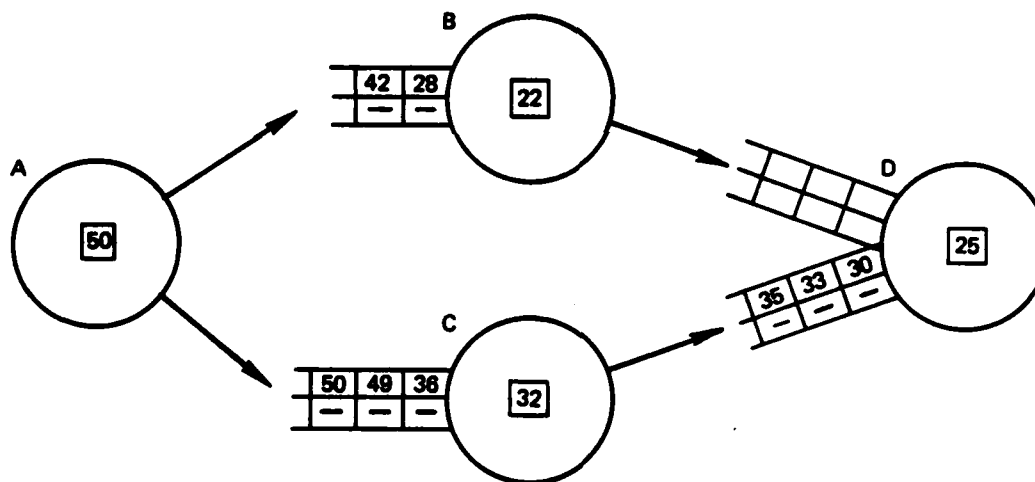 B
42 28
— —
22
A
50
D
25
35 33 30
— — —
C
50 49 36
— — —
32